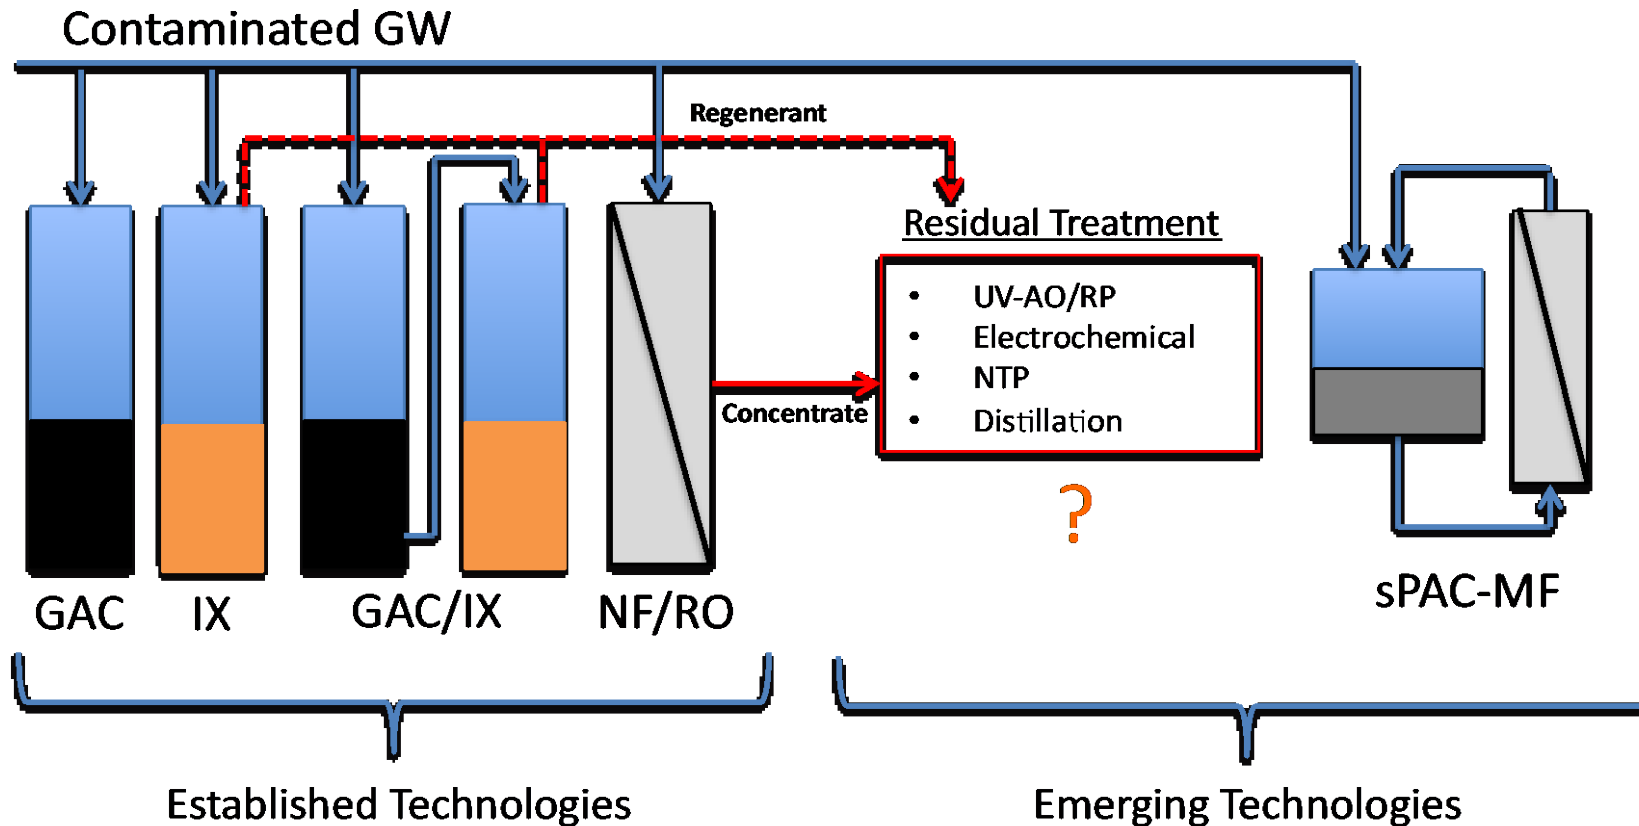 Contaminated GW
Regenerant
Residual Treatment
• UV-AO/RP
• Electrochemical
• NTP
• Distillation
Concentrate
?
GAC
IX
GAC/IX
NF/RO
sPAC-MF
Established Technologies
Emerging Technologies